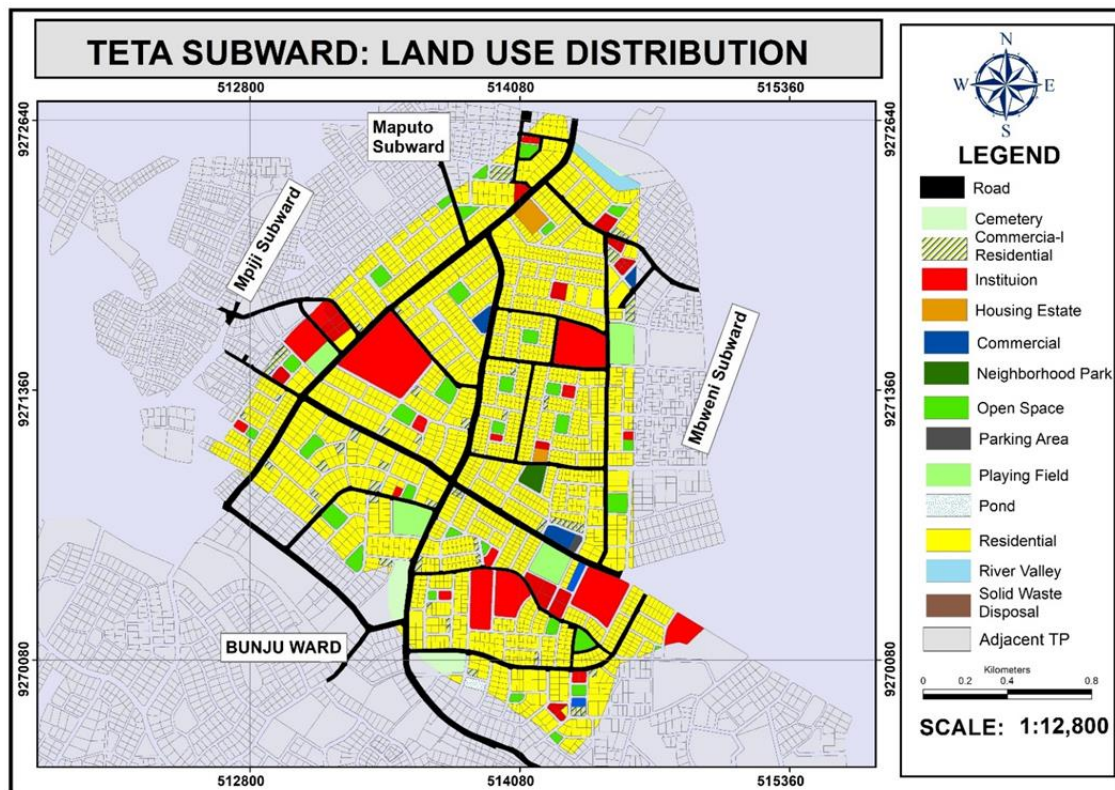 TETA SUBWARD: LAND USE DISTRIBUTION
512800
514080
515360
9272640
9272640
Maputo
Subward
Mpiji Subward
Mbweni Subward
9271360
9271360
BUNJU WARD
9270080
9270080
512800
514080
515360
N
W
E
S
LEGEND
Road
Cemetery
Commercia-l
Residential
Instituion
Housing Estate
Commercial
Neighborhood Park
Open Space
Parking Area
Playing Field
Pond
Residential
River Valley
Solid Waste
Disposal
Adjacent TP
Kilometers
0 0.2 0.4 0.8
SCALE: 1:12,800